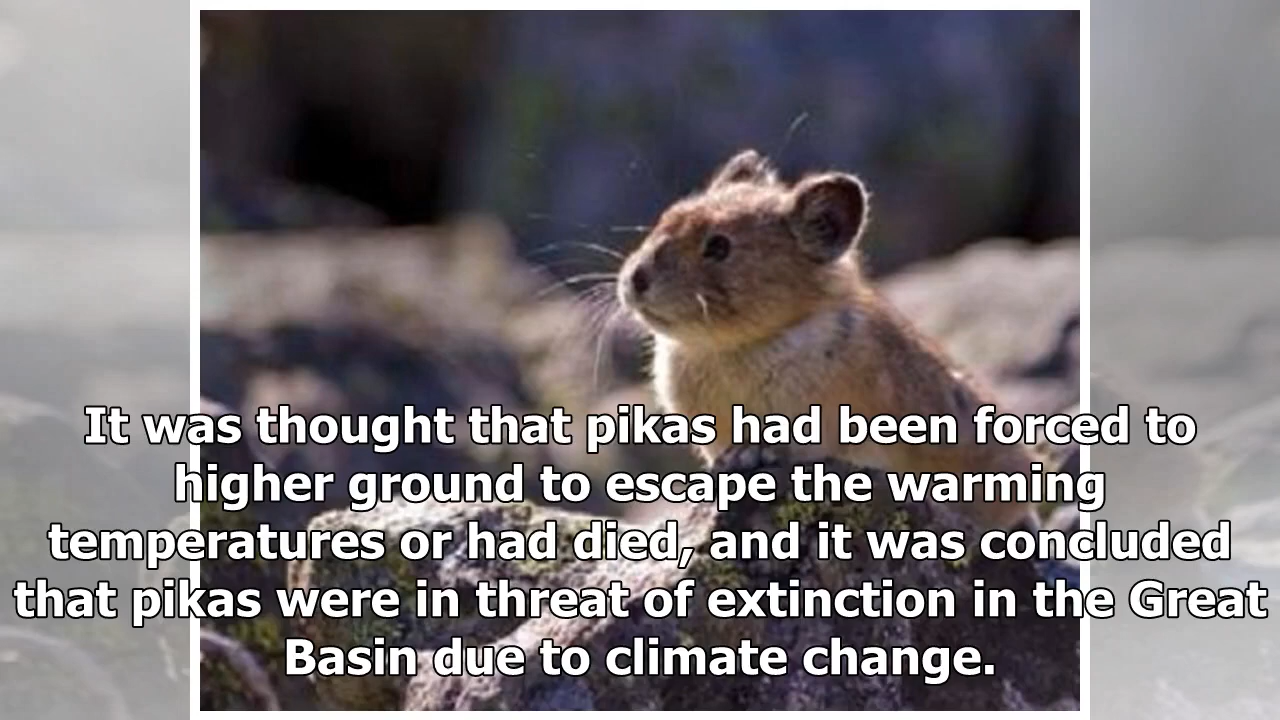 It was thought that pikas had been forced to
higher ground to escape the warming
temperatures or had died, and it was concluded
that pikas were in threat of extinction in the Great
Basin due to climate change.